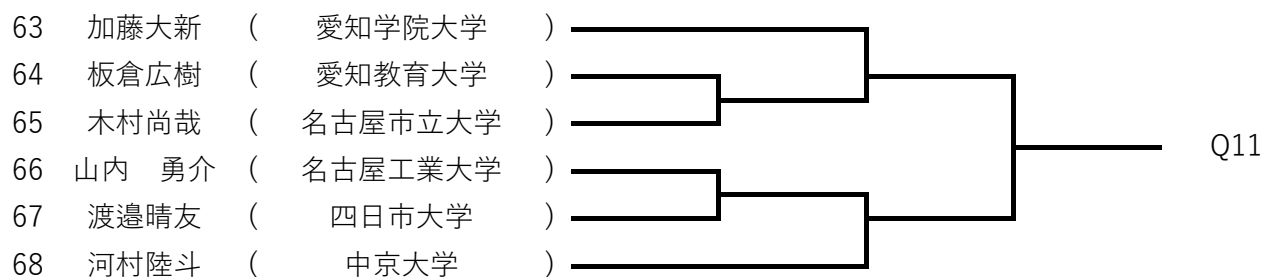 63 加藤大新 ( 愛知学院大学 )
64 板倉広樹 ( 愛知教育大学 )
65 木村尚哉 ( 名古屋市立大学 )
Q11
66 山内　勇介 ( 名古屋工業大学 )
67 渡邉晴友 ( 四日市大学 )
68 河村陸斗 ( 中京大学 )